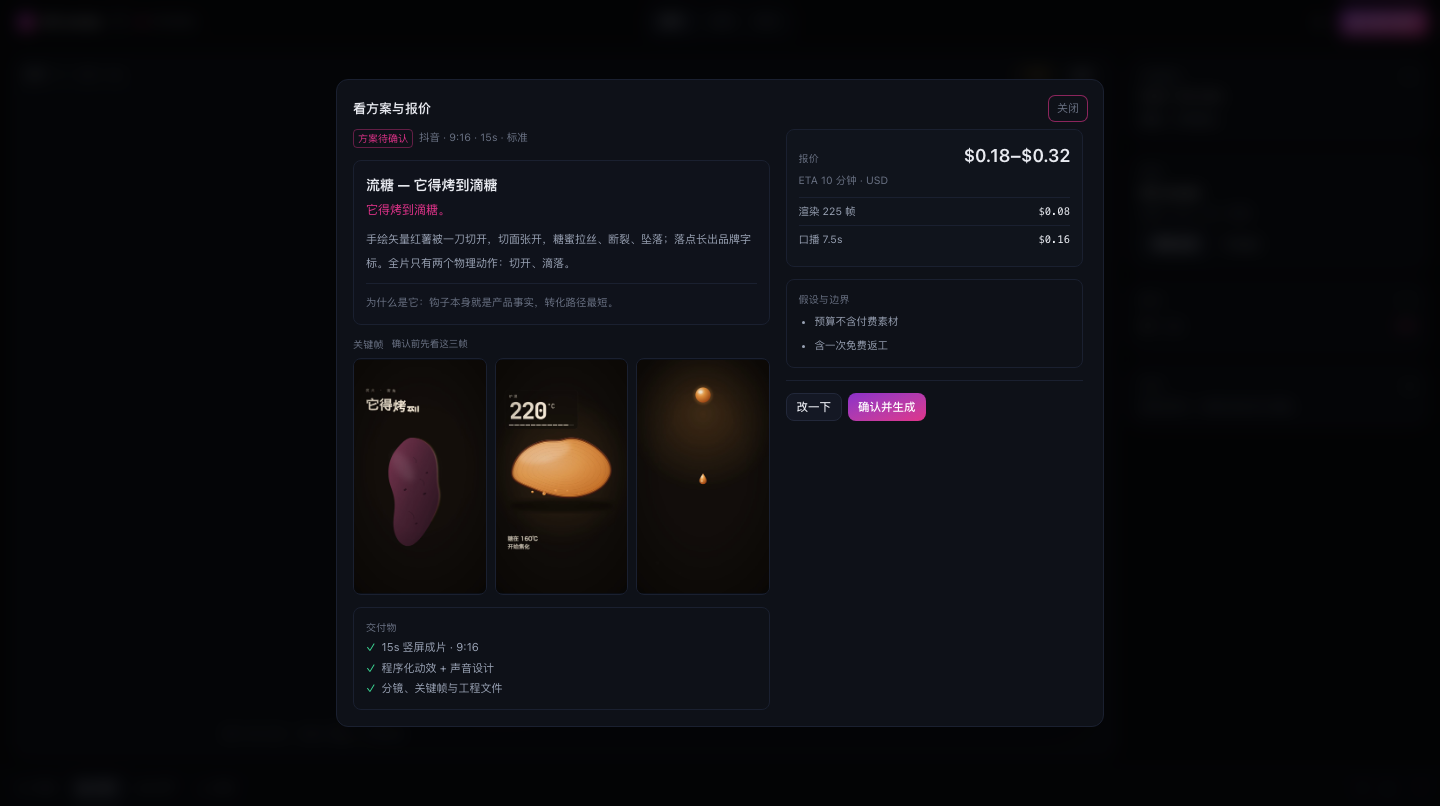 看方案与报价
关闭
方案待确认 抖音 · 9:16 · 15s · 标准
流糖 — 它得烤到滴糖
它得烤到滴糖。
手绘矢量红薯被一刀切开，切面张开，糖蜜拉丝、断裂、坠落；落点长出品牌字
标。全片只有两个物理动作：切开、滴落。
为什么是它：钩子本身就是产品事实，转化路径最短。
关键帧 确认前先看这三帧
它得烤到
220°C
糖在 160℃
开始焦化
交付物
✓ 15s 竖屏成片 · 9:16
✓ 程序化动效 + 声音设计
✓ 分镜、关键帧与工程文件
报价 $0.18–$0.32
ETA 10 分钟 · USD
渲染 225 帧 $0.08
口播 7.5s $0.16
假设与边界
• 预算不含付费素材
• 含一次免费返工
改一下 确认并生成